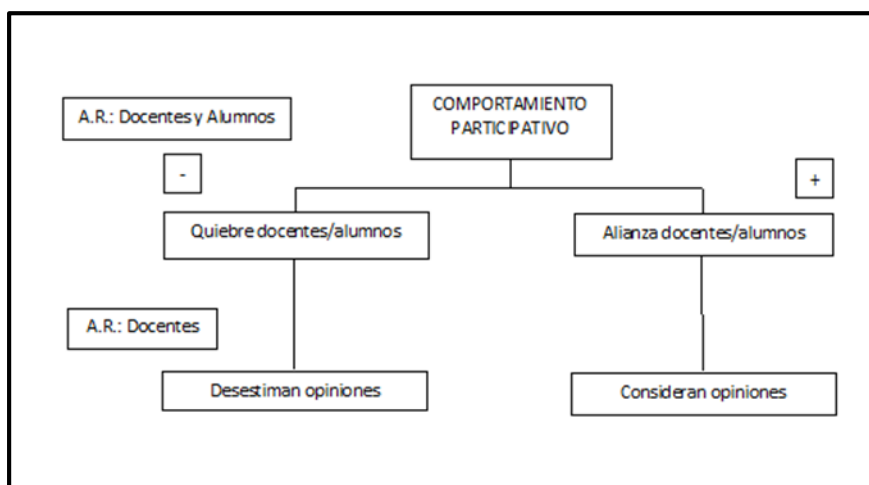 COMPORTAMIENTO
PARTICIPATIVO
A.R.: Docentes y Alumnos
-
+
Quiebre docentes/alumnos
Alianza docentes/alumnos
A.R.: Docentes
Desestiman opiniones
Consideran opiniones